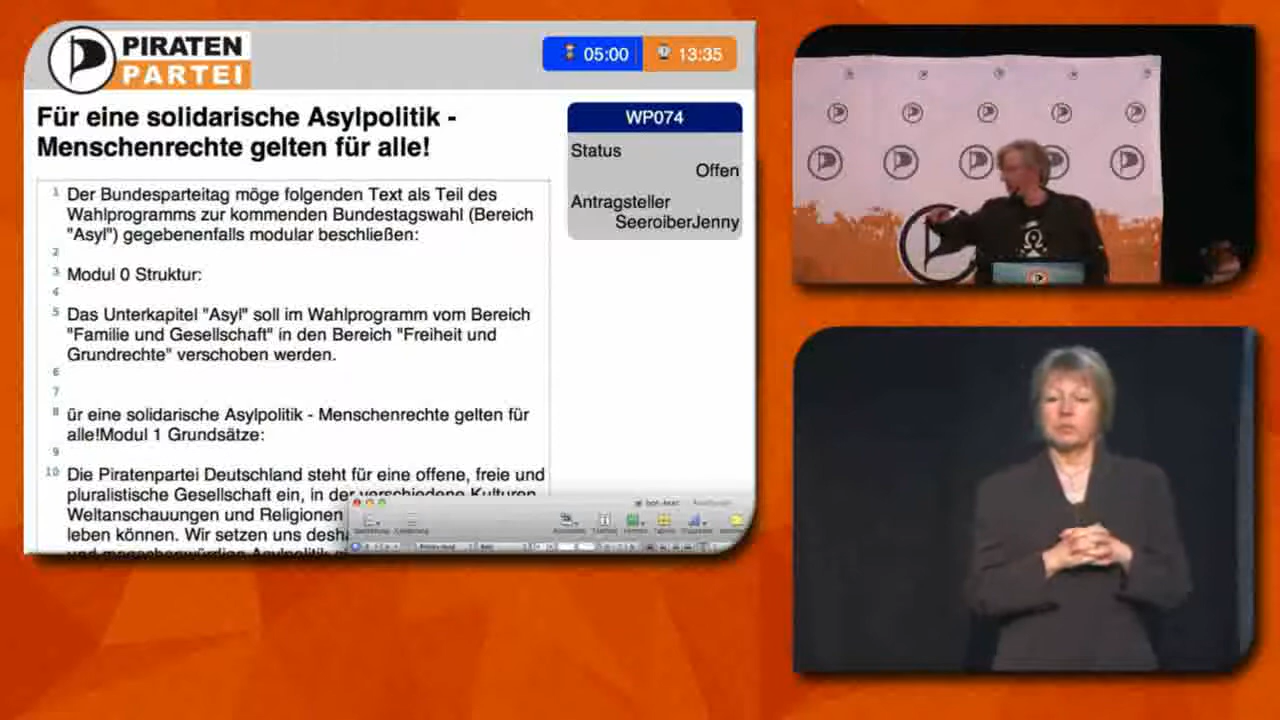 PIRATEN
PARTEI
05:00
13:35
Für eine solidarische Asylpolitik -
Menschenrechte gelten für alle!
WP074
Status
Offen
Antragsteller
SeeroiberJenny
1 Der Bundesparteitag möge folgenden Text als Teil des
Wahlprogramms zur kommenden Bundestagswahl (Bereich
"Asyl") gegebenenfalls modular beschließen:
2
3 Modul 0 Struktur:
4
5 Das Unterkapitel "Asyl" soll im Wahlprogramm vom Bereich
"Familie und Gesellschaft" in den Bereich "Freiheit und
Grundrechte" verschoben werden.
6
7
8 ür eine solidarische Asylpolitik - Menschenrechte gelten für
alle!Modul 1 Grundsätze:
9
10 Die Piratenpartei Deutschland steht für eine offene, freie und
pluralistische Gesellschaft ein, in der verschiedene Kulturen,
Weltanschauungen und Religionen
leben können. Wir setzen uns desha
und menschenwürdige Asylpolitik